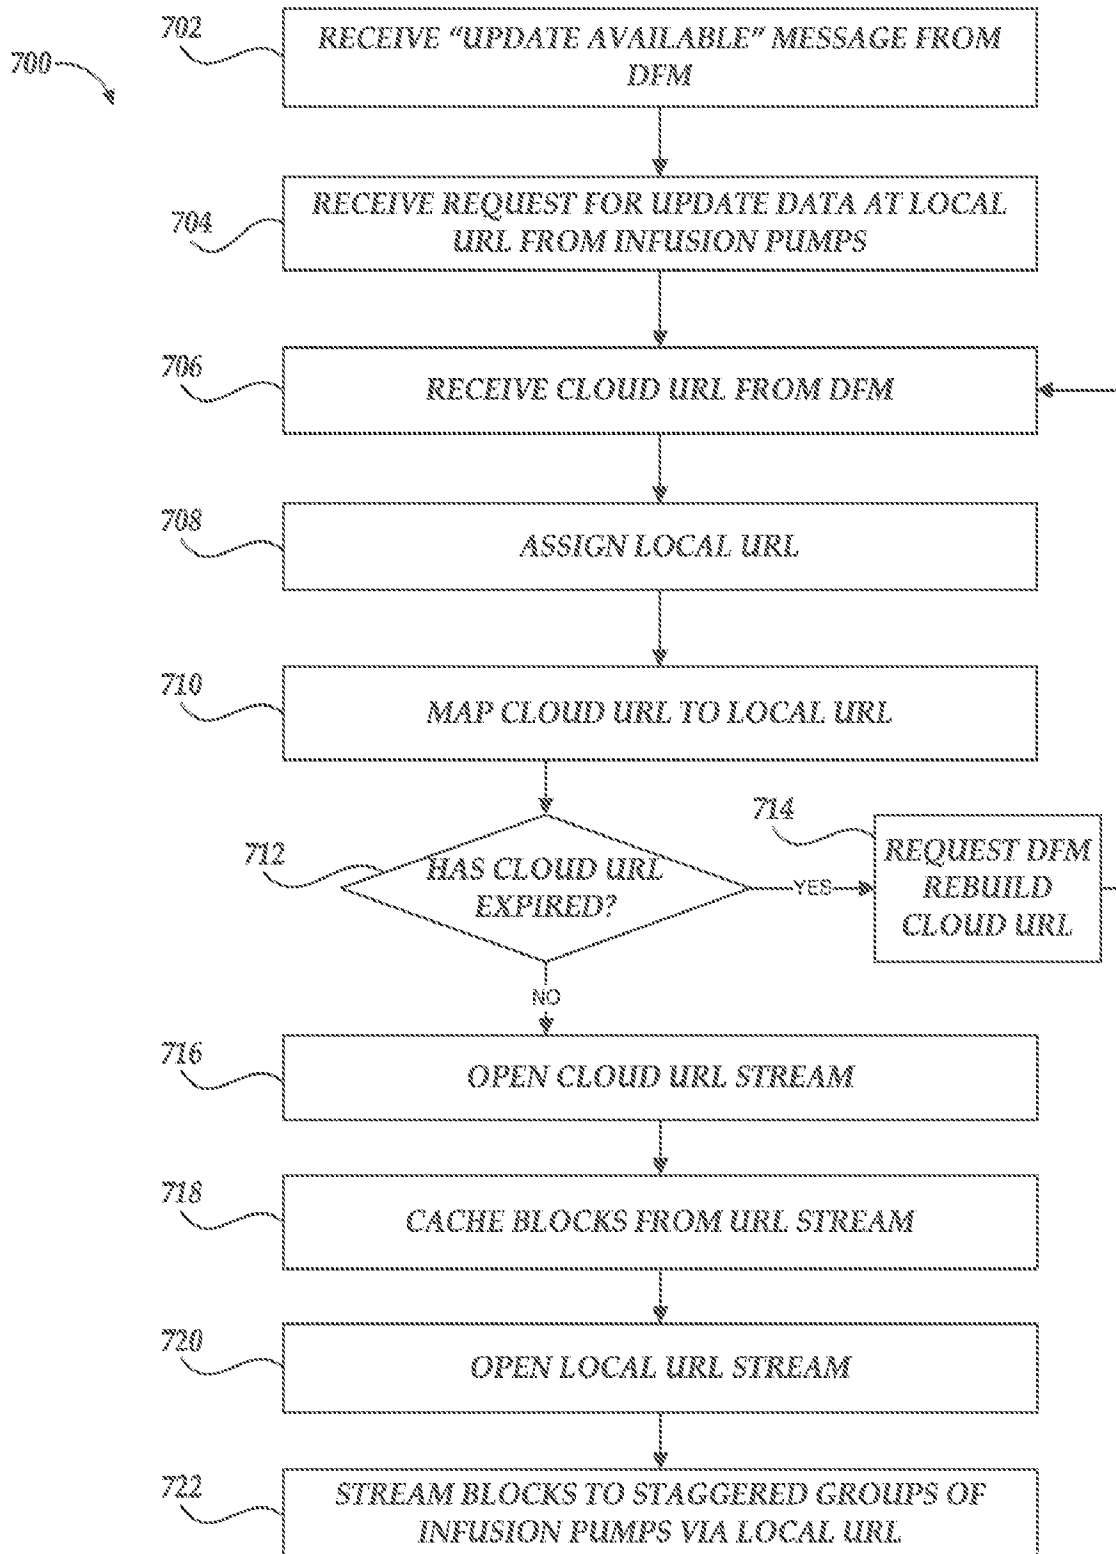 702
RECEIVE "UPDATE AVAILABLE" MESSAGE FROM
DFM
700
704
RECEIVE REQUEST FOR UPDATE DATA AT LOCAL
URL FROM INFUSION PUMPS
706
RECEIVE CLOUD URL FROM DFM
708
ASSIGN LOCAL URL
710
MAP CLOUD URL TO LOCAL URL
712
HAS CLOUD URL
EXPIRED?
YES
714
REQUEST DFM
REBUILD
CLOUD URL
NO
716
OPEN CLOUD URL STREAM
718
CACHE BLOCKS FROM URL STREAM
720
OPEN LOCAL URL STREAM
722
STREAM BLOCKS TO STAGGERED GROUPS OF
INFUSION PUMPS VIA LOCAL URL